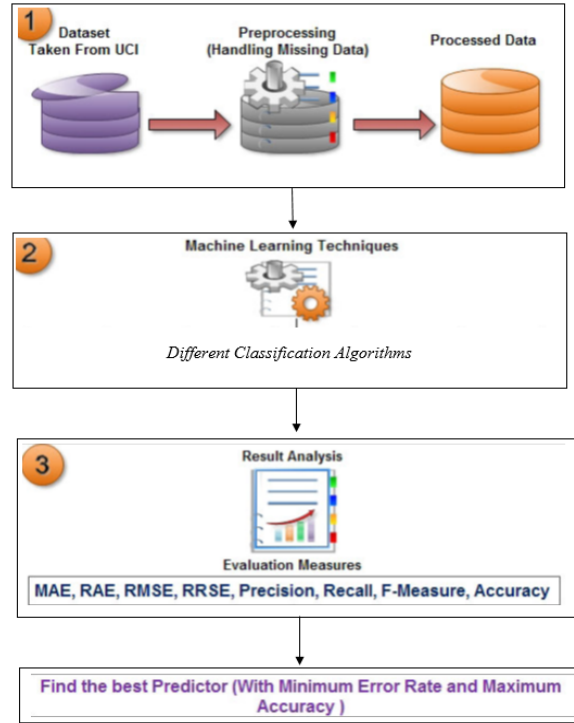 1
Dataset
Taken From UCI
Preprocessing
(Handling Missing Data)
Processed Data
2
Machine Learning Techniques
Different Classification Algorithms
3
Result Analysis
Evaluation Measures
MAE, RAE, RMSE, RRSE, Precision, Recall, F-Measure, Accuracy
Find the best Predictor (With Minimum Error Rate and Maximum
Accuracy )